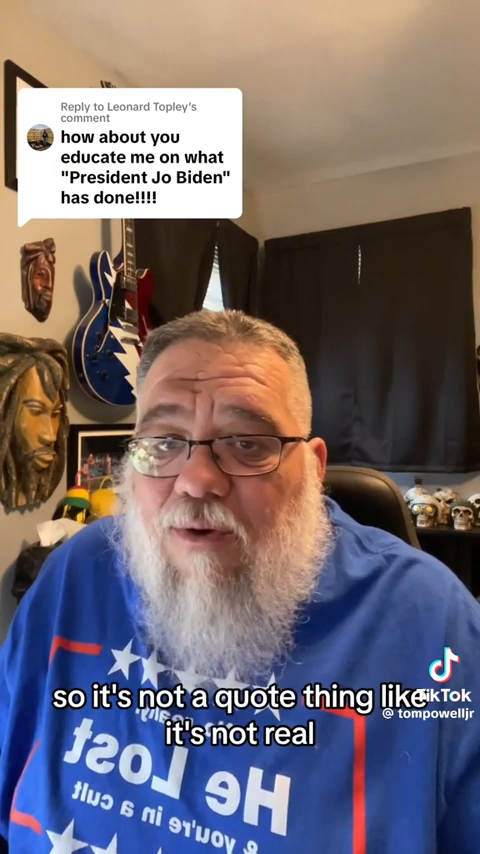 Reply to Leonard Topley's
comment
how about you
educate me on what
"President Jo Biden"
has done!!!!
so it's not a quote thing like
it's not real
TikTok
@ tompowelljr
He Lost
& you're in a cult